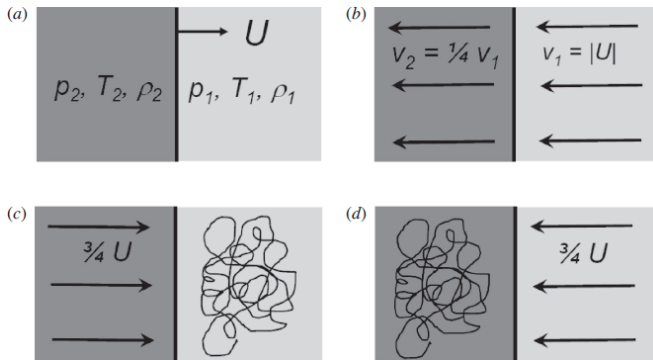 (a)
U
p2, T2, ρ2
p1, T1, ρ1
(b)
v2 = ¼ v1
v1 = |U|
(c)
¾ U
(d)
¾ U